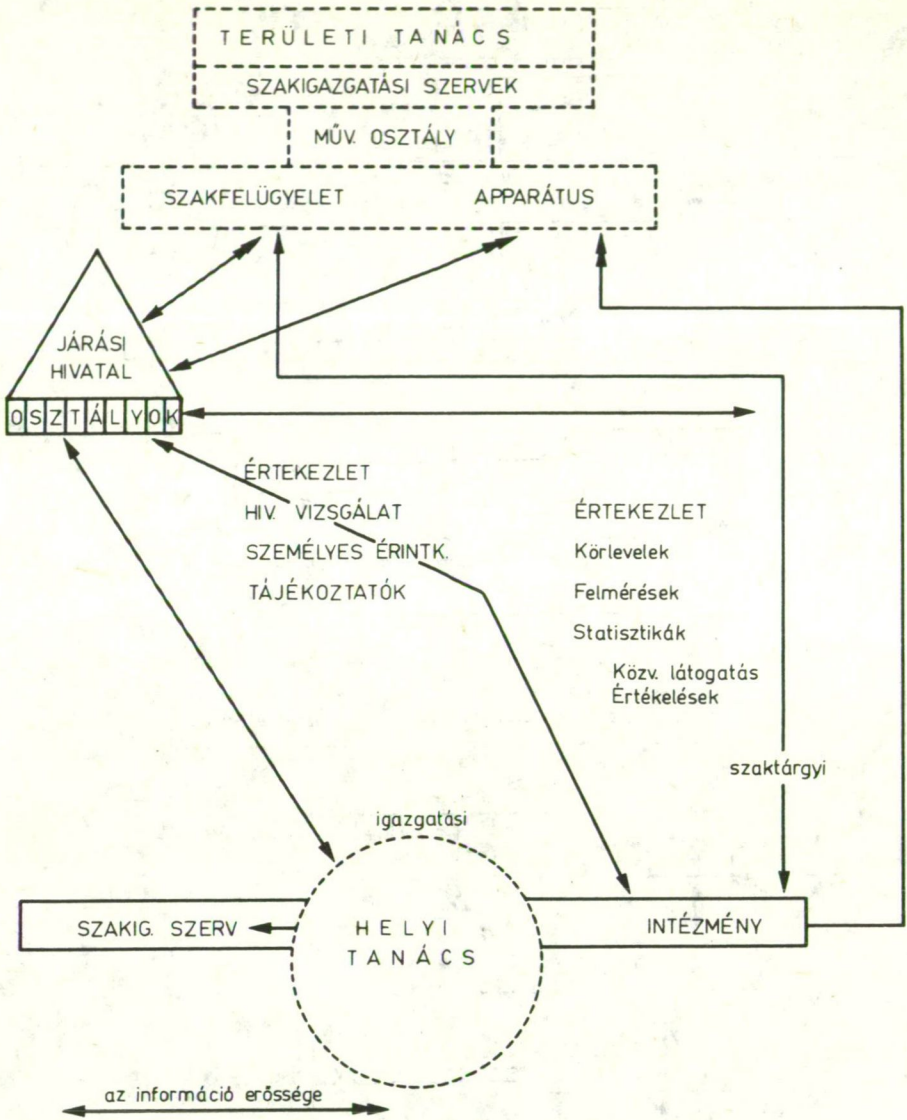 TERÜLETI TANÁCS
SZAKIGAZGATÁSI SZERVEK
MŰV. OSZTÁLY
SZAKFELÜGYELET APPARÁTUS
JÁRÁSI
HIVATAL
OSZTÁLYOK
ÉRTEKEZLET
HIV. VIZSGÁLAT
SZEMÉLYES ÉRINTK.
TÁJÉKOZTATÓK
ÉRTEKEZLET
Körlevelek
Felmérések
Statisztikák
Közv. látogatás
Értékelések
szaktárgyi
igazgatási
SZAKIG. SZERV
HELYI
TANÁCS
INTÉZMÉNY
az információ erőssége